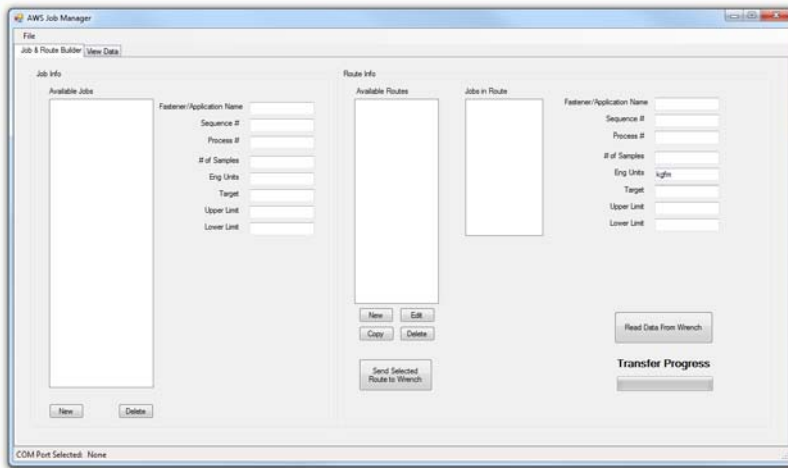 AWS Job Manager
File
Job & Route Builder View Data
Job Info
Available Jobs
Fastener/Application Name
Sequence #
Process #
# of Samples
Eng Units
Target
Upper Limit
Lower Limit
New Delete
Route Info
Available Routes
Jobs in Route
Fastener/Application Name
Sequence #
Process #
# of Samples
Eng Units kgfm
Target
Upper Limit
Lower Limit
New Edit
Copy Delete
Send Selected
Route to Wrench
Read Data From Wrench
Transfer Progress
COM Port Selected: None